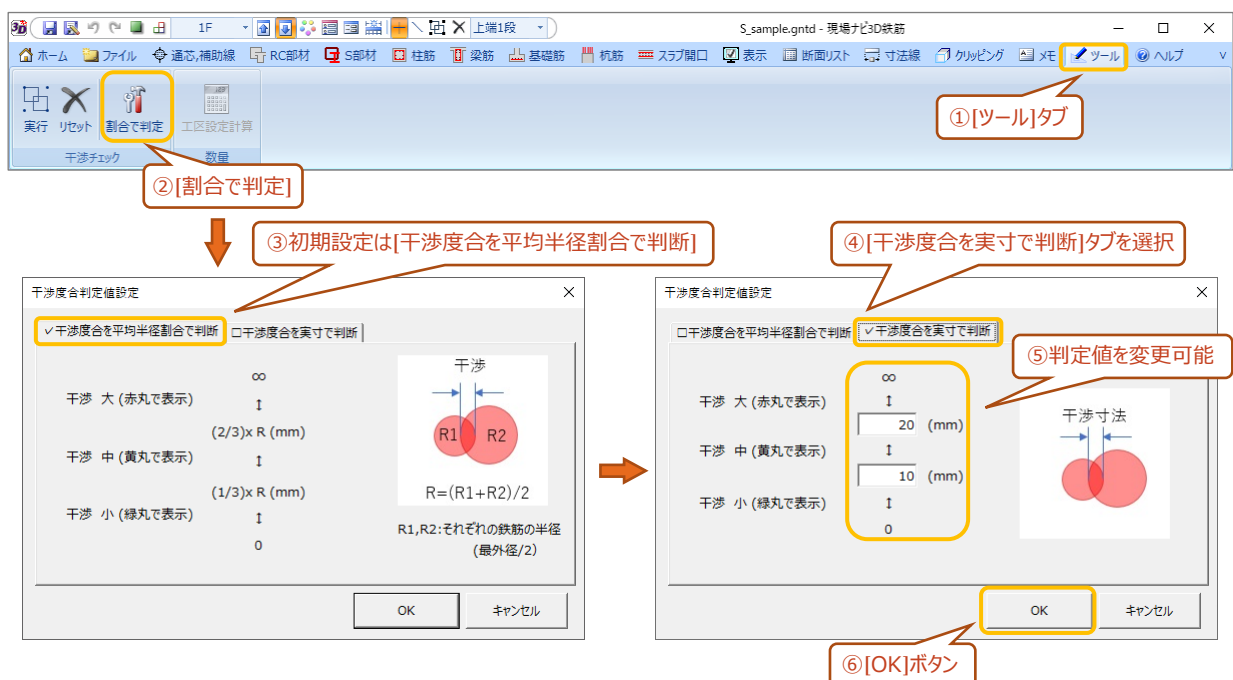 3D
1F
上端1段
S_sample.gntd - 現場ナビ3D鉄筋
ホーム ファイル 通芯,補助線 RC部材 S部材 柱筋 梁筋 基礎筋 杭筋 スラブ開口 表示 断面リスト 寸法線 クリッピング メモ ツール ヘルプ
実行 リセット 割合で判定 工区設定計算
干渉チェック 数量
①[ツール]タブ
②[割合で判定]
③初期設定は[干渉度合を平均半径割合で判断]
④[干渉度合を実寸で判断]タブを選択
干渉度合判定値設定
✓干渉度合を平均半径割合で判断 □干渉度合を実寸で判断
∞
干渉 大 (赤丸で表示) ↕
(2/3)x R (mm)
干渉 中 (黄丸で表示) ↕
(1/3)x R (mm)
干渉 小 (緑丸で表示) ↕
0
干渉
R1 R2
R=(R1+R2)/2
R1,R2:それぞれの鉄筋の半径
(最外径/2)
OK キャンセル
干渉度合判定値設定
□干渉度合を平均半径割合で判断 ✓干渉度合を実寸で判断
⑤判定値を変更可能
∞
干渉 大 (赤丸で表示) ↕
20 (mm)
干渉 中 (黄丸で表示) ↕
10 (mm)
干渉 小 (緑丸で表示) ↕
0
干渉寸法
OK キャンセル
⑥[OK]ボタン